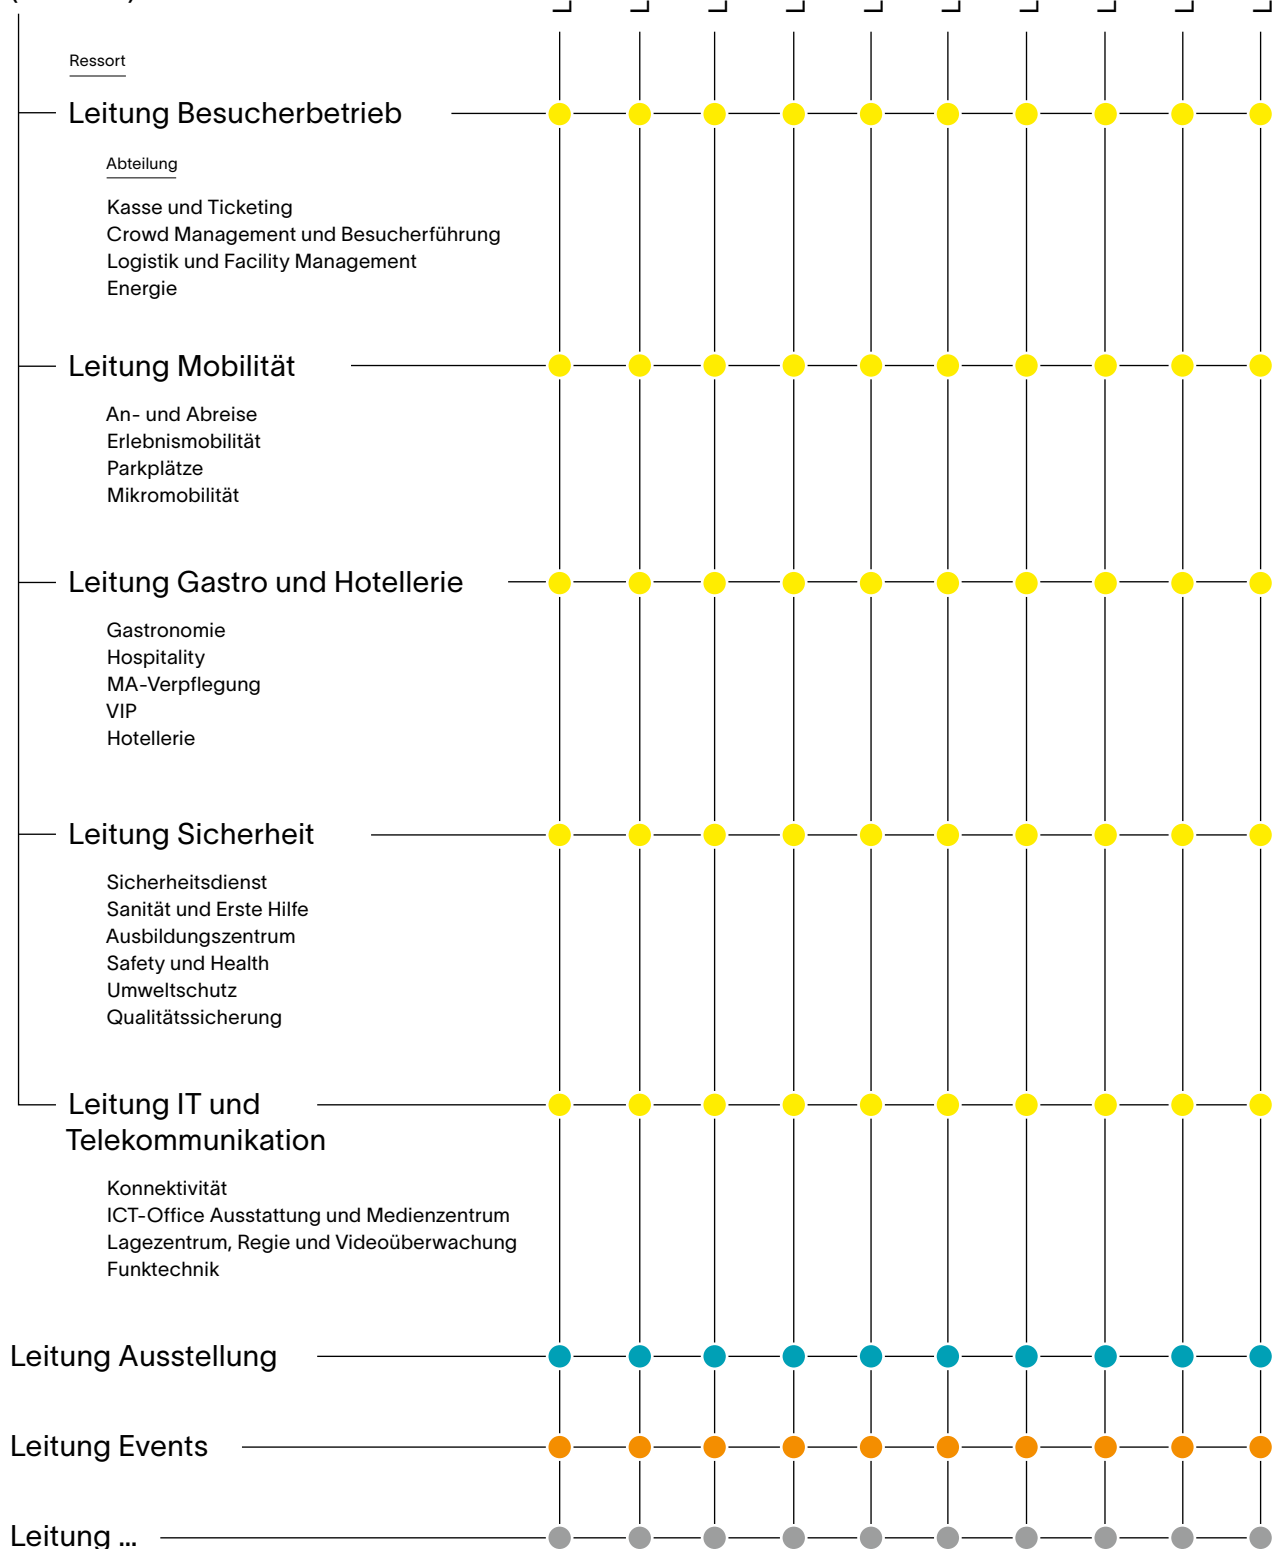 Ressort
Leitung Besucherbetrieb
Abteilung
Kasse und Ticketing
Crowd Management und Besucherführung
Logistik und Facility Management
Energie
Leitung Mobilität
An- und Abreise
Erlebnismobilität
Parkplätze
Mikromobilität
Leitung Gastro und Hotellerie
Gastronomie
Hospitality
MA-Verpflegung
VIP
Hotellerie
Leitung Sicherheit
Sicherheitsdienst
Sanität und Erste Hilfe
Ausbildungszentrum
Safety und Health
Umweltschutz
Qualitätssicherung
Leitung IT und
Telekommunikation
Konnektivität
ICT-Office Ausstattung und Medienzentrum
Lagezentrum, Regie und Videoüberwachung
Funktechnik
Leitung Ausstellung
Leitung Events
Leitung ...